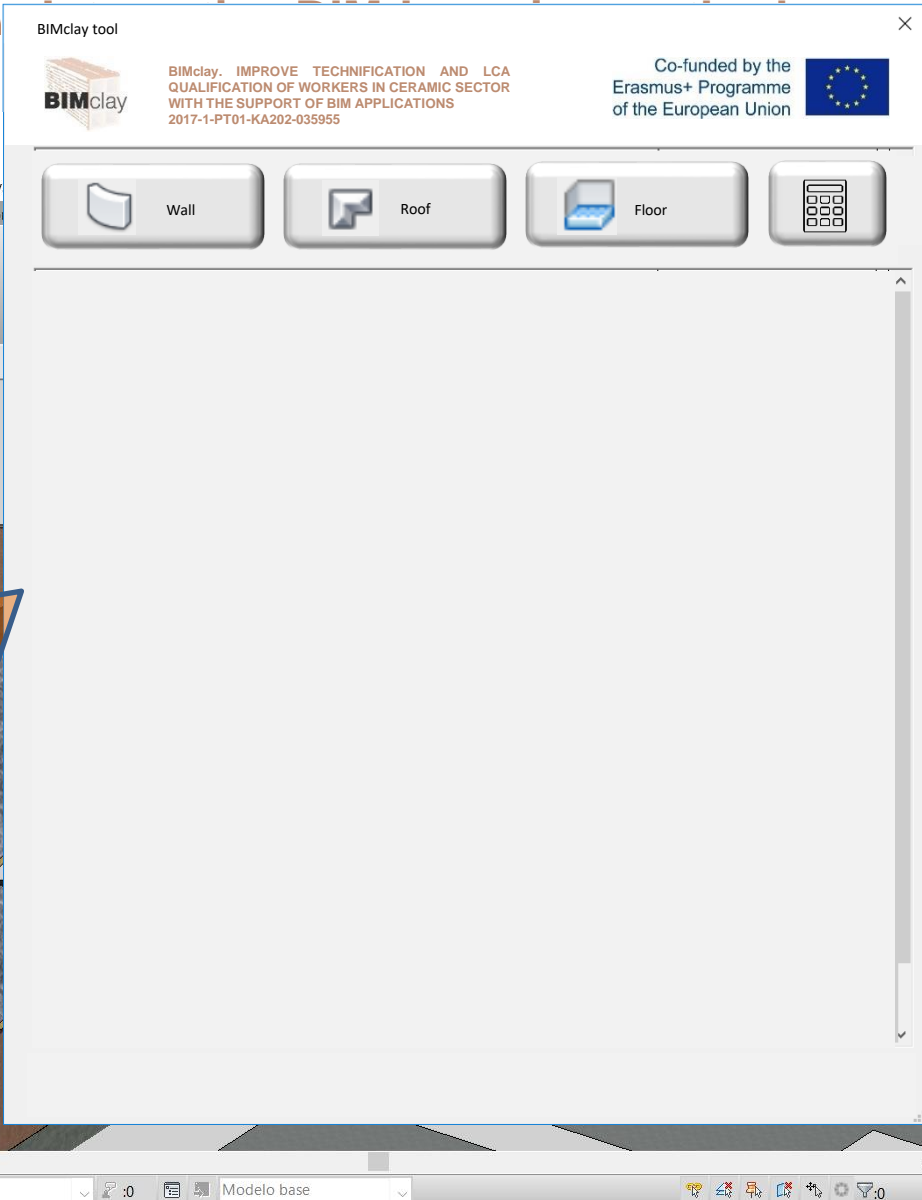 BIMclay tool
BIMclay
BIMclay. IMPROVE TECHNIFICATION AND LCA
QUALIFICATION OF WORKERS IN CERAMIC SECTOR
WITH THE SUPPORT OF BIM APPLICATIONS
2017-1-PT01-KA202-035955
Co-funded by the
Erasmus+ Programme
of the European Union
Wall
Roof
Floor
:0
Modelo base
:0